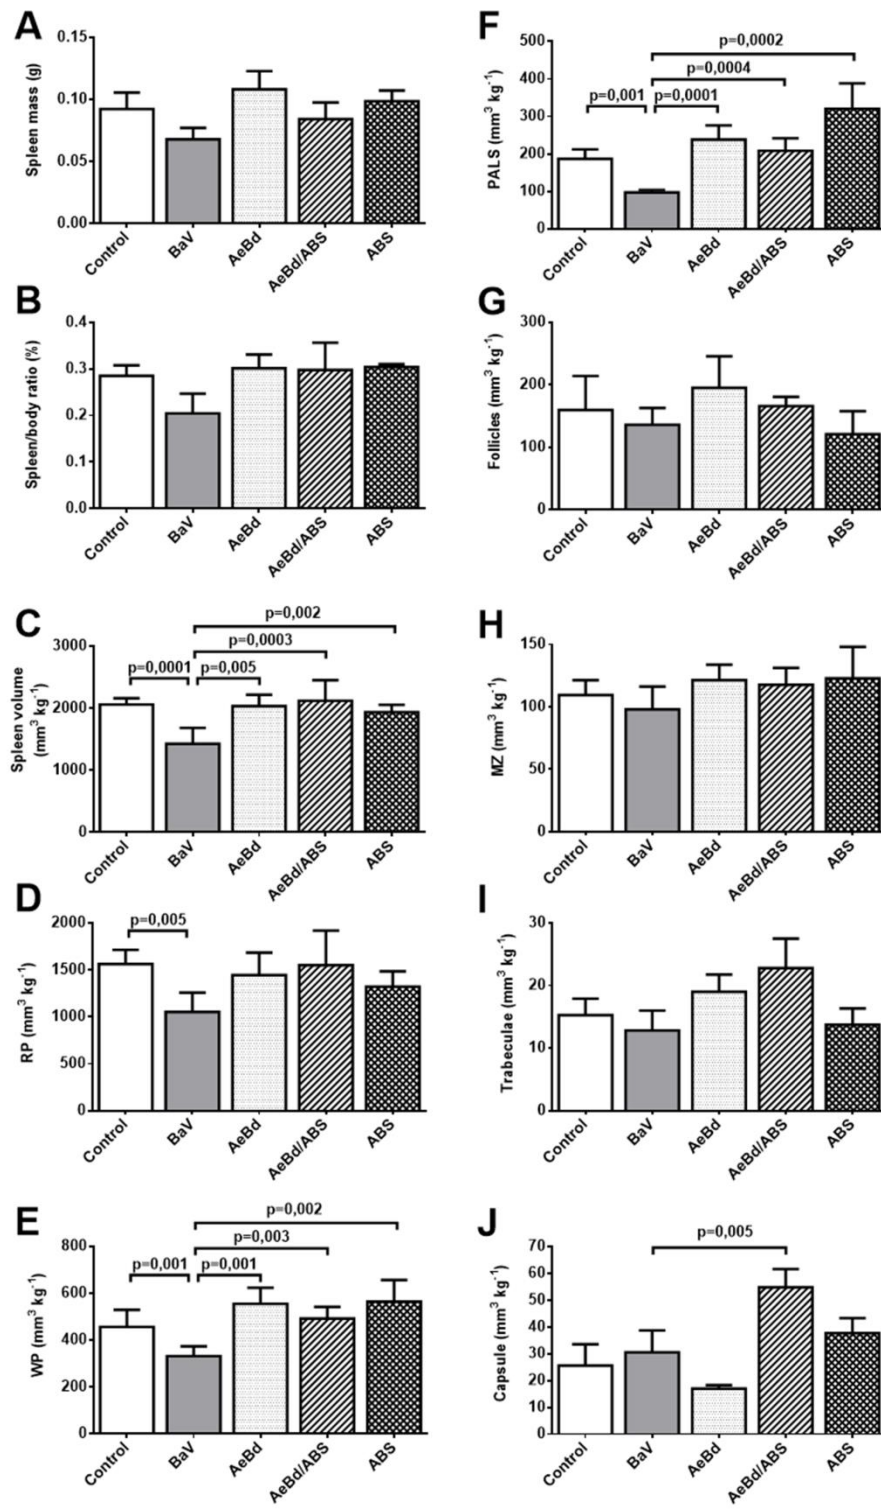 A
Spleen mass (g)
0.15
0.10
0.05
0.00
Control
BaV
AeBd
AeBd/ABS
ABS
B
Spleen/body ratio (%)
0.4
0.3
0.2
0.1
0.0
Control
BaV
AeBd
AeBd/ABS
ABS
C
Spleen volume
(mm³ kg⁻¹)
3000
2000
1000
0
p=0,002
p=0,0003
p=0,0001
p=0,005
Control
BaV
AeBd
AeBd/ABS
ABS
D
RP (mm³ kg⁻¹)
2000
1500
1000
500
0
p=0,005
Control
BaV
AeBd
AeBd/ABS
ABS
E
WP (mm³ kg⁻¹)
800
600
400
200
0
p=0,002
p=0,003
p=0,001
p=0,001
Control
BaV
AeBd
AeBd/ABS
ABS
F
PALS (mm³ kg⁻¹)
500
400
300
200
100
0
p=0,0002
p=0,0004
p=0,001
p=0,0001
Control
BaV
AeBd
AeBd/ABS
ABS
G
Follicles (mm³ kg⁻¹)
300
200
100
0
Control
BaV
AeBd
AeBd/ABS
ABS
H
MZ (mm³ kg⁻¹)
150
100
50
0
Control
BaV
AeBd
AeBd/ABS
ABS
I
Trabeculae (mm³ kg⁻¹)
30
20
10
0
Control
BaV
AeBd
AeBd/ABS
ABS
J
Capsule (mm³ kg⁻¹)
70
60
50
40
30
20
10
0
p=0,005
Control
BaV
AeBd
AeBd/ABS
ABS